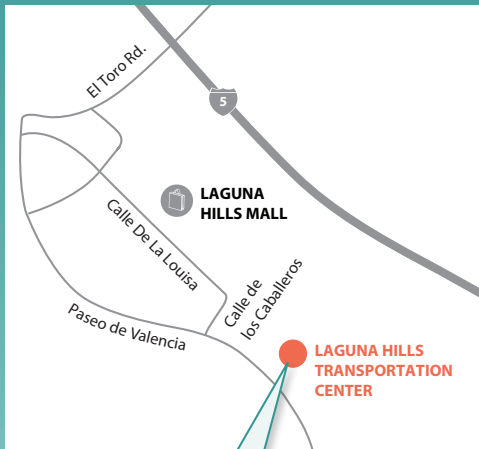 El Toro Rd.
5
LAGUNA
HILLS MALL
Calle De La Louisa
Calle de
los Caballeros
Paseo de Valencia
LAGUNA HILLS
TRANSPORTATION
CENTER